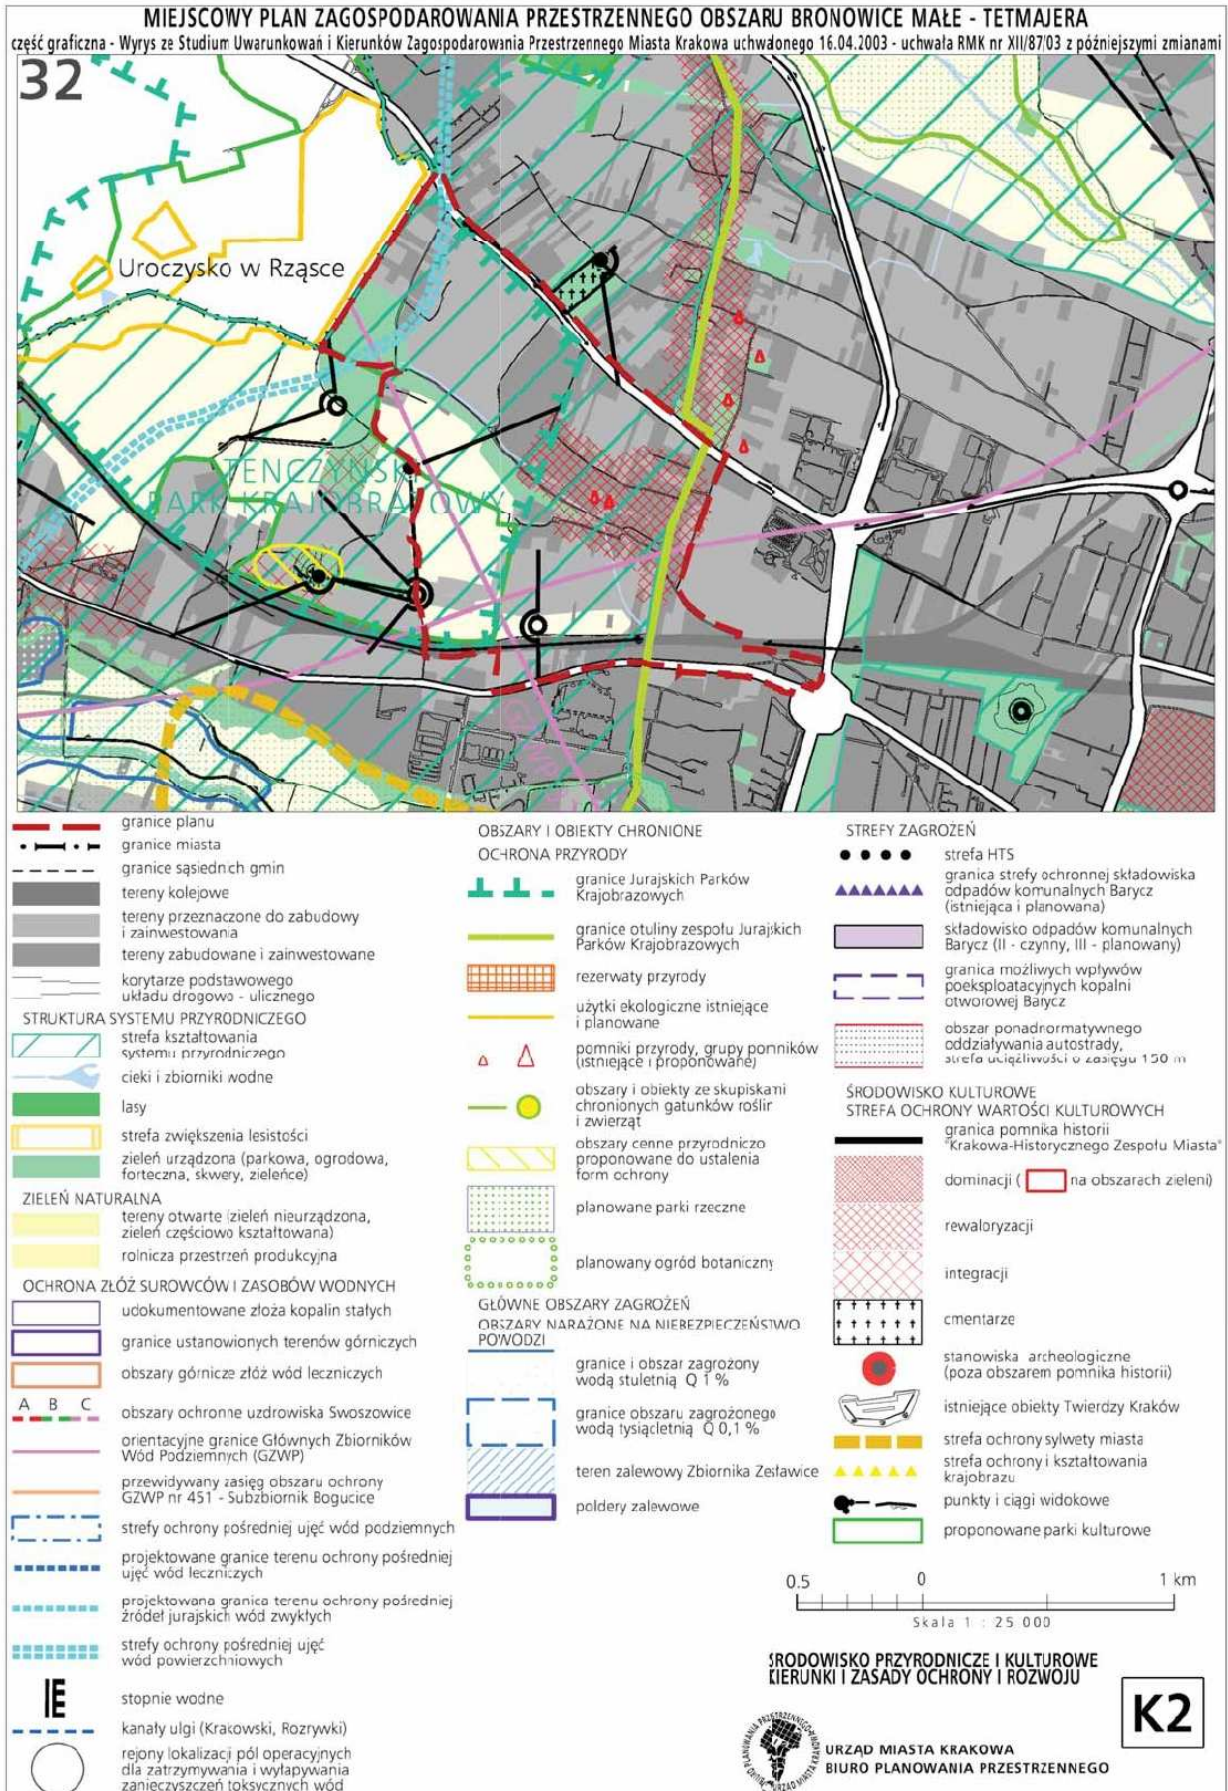 MIEJSCOWY PLAN ZAGOSPODAROWANIA PRZESTRZENNEGO OBSZARU BRONOWICE MAŁE - TETMAJERA
część graficzna - Wyrys ze Studium Uwarunkowań i Kierunków Zagospodarowania Przestrzennego Miasta Krakowa uchwalonego 16.04.2003 - uchwała RMK nr XII/87/03 z późniejszymi zmianami
32
Uroczysko w Rząsce
TENCZYŃSKI
PARK KRAJOBRAZOWY
granice planu
granice miasta
granice sąsiednich gmin
tereny kolejowe
tereny przeznaczone do zabudowy
i zainwestowania
tereny zabudowane i zainwestowane
korytarze podstawowego
układu drogowo - ulicznego
STRUKTURA SYSTEMU PRZYRODNICZEGO
strefa kształtowania
systemu przyrodniczego
cieki i zbiorniki wodne
lasy
strefa zwiększenia lesistości
zieleń urządzona (parkowa, ogrodowa,
forteczna, skwery, zieleńce)
ZIELEŃ NATURALNA
tereny otwarte (zieleń nieurządzona,
zieleń częściowo kształtowana)
rolnicza przestrzeń produkcyjna
OCHRONA ZŁÓŻ SUROWCÓW I ZASOBÓW WODNYCH
udokumentowane złoża kopalin stałych
granice ustanowionych terenów górniczych
obszary górnicze złóż wód leczniczych
A B C
obszary ochronne uzdrowiska Swoszowice
orientacyjne granice Głównych Zbiorników
Wód Podziemnych (GZWP)
przewidywany zasięg obszaru ochrony
GZWP nr 451 - Subzbiornik Bogucice
strefy ochrony pośredniej ujęć wód podziemnych
projektowane granice terenu ochrony pośredniej
ujęć wód leczniczych
projektowana granica terenu ochrony pośredniej
źródeł jurajskich wód zwykłych
strefy ochrony pośredniej ujęć
wód powierzchniowych
stopnie wodne
kanały ulgi (Krakowski, Rozrywki)
rejony lokalizacji pól operacyjnych
dla zatrzymywania i wyłapywania
zanieczyszczeń toksycznych wód
OBSZARY I OBIEKTY CHRONIONE
OCHRONA PRZYRODY
granice Jurajskich Parków
Krajobrazowych
granice otuliny zespołu Jurajskich
Parków Krajobrazowych
rezerwaty przyrody
użytki ekologiczne istniejące
i planowane
pomniki przyrody, grupy pomników
(istniejące i proponowane)
obszary i obiekty ze skupiskami
chronionych gatunków roślin
i zwierząt
obszary cenne przyrodniczo
proponowane do ustalenia
form ochrony
planowane parki rzeczne
planowany ogród botaniczny
GŁÓWNE OBSZARY ZAGROŻEŃ
OBSZARY NARAŻONE NA NIEBEZPIECZEŃSTWO
POWODZI
granice i obszar zagrożony
wodą stuletnią Q 1 %
granice obszaru zagrożonego
wodą tysiącletnią Q 0,1 %
teren zalewowy Zbiornika Zesławice
poldery zalewowe
STREFY ZAGROŻEŃ
strefa HTS
granica strefy ochronnej składowiska
odpadów komunalnych Barycz
(istniejąca i planowana)
składowisko odpadów komunalnych
Barycz (II - czynny, III - planowany)
granica możliwych wpływów
poeksploatacyjnych kopalni
otworowej Barycz
obszar ponadnormatywnego
oddziaływania autostrady,
strefa uciążliwości o zasięgu 150 m
ŚRODOWISKO KULTUROWE
STREFA OCHRONY WARTOŚCI KULTUROWYCH
granica pomnika historii
"Krakowa-Historycznego Zespołu Miasta"
dominacji ( na obszarach zieleni)
rewaloryzacji
integracji
cmentarze
stanowiska archeologiczne
(poza obszarem pomnika historii)
istniejące obiekty Twierdzy Kraków
strefa ochrony sylwety miasta
strefa ochrony i kształtowania
krajobrazu
punkty i ciągi widokowe
proponowane parki kulturowe
0.5 0 1 km
Skala 1 : 25 000
ŚRODOWISKO PRZYRODNICZE I KULTUROWE
KIERUNKI I ZASADY OCHRONY I ROZWOJU
K2
URZĄD MIASTA KRAKOWA
BIURO PLANOWANIA PRZESTRZENNEGO